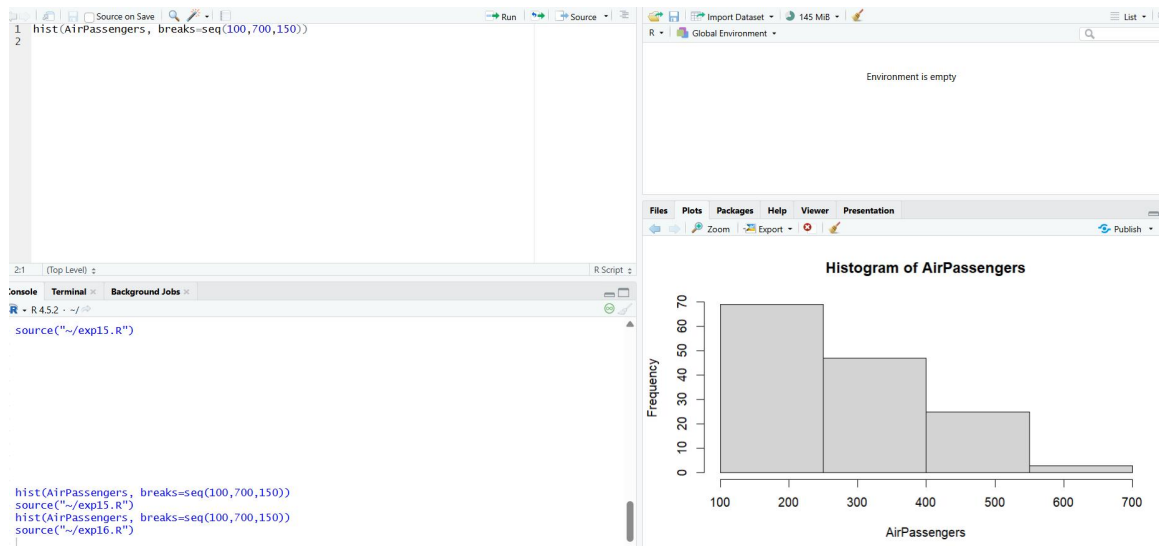 Source on Save
Run
Source
1 hist(AirPassengers, breaks=seq(100,700,150))
2
2:1 (Top Level)
R Script
Console Terminal Background Jobs
R 4.5.2 · ~/
source("~/exp15.R")
hist(AirPassengers, breaks=seq(100,700,150))
source("~/exp15.R")
hist(AirPassengers, breaks=seq(100,700,150))
source("~/exp16.R")
Import Dataset 145 MiB List
R Global Environment
Environment is empty
Files Plots Packages Help Viewer Presentation
Zoom Export Publish
Histogram of AirPassengers
Frequency
70
60
50
40
30
20
10
0
100 200 300 400 500 600 700
AirPassengers